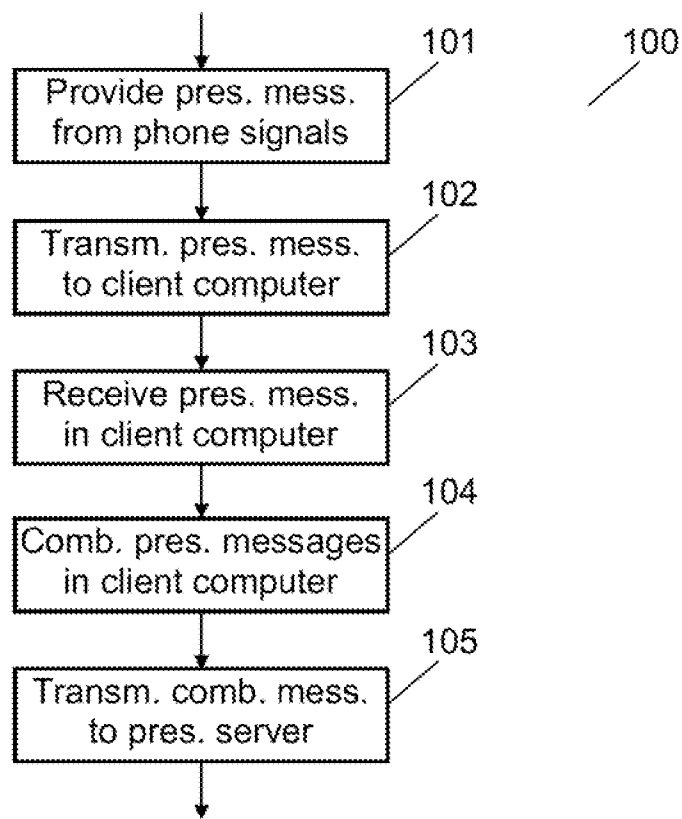 101
100
Provide pres. mess.
from phone signals
102
Transm. pres. mess.
to client computer
103
Receive pres. mess.
in client computer
104
Comb. pres. messages
in client computer
105
Transm. comb. mess.
to pres. server